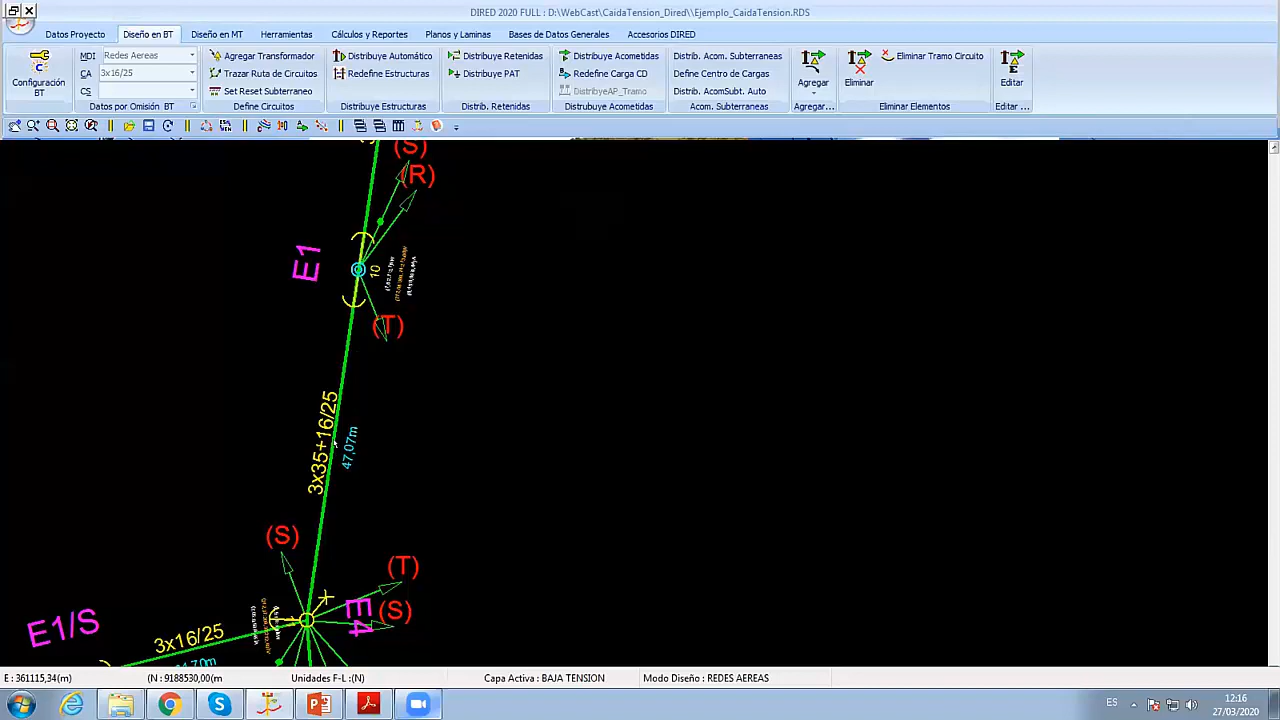 DIRED 2020 FULL : D:\WebCast\CaidaTension_Dired\\Ejemplo_CaidaTension.RDS
Datos Proyecto
Diseño en BT
Diseño en MT
Herramientas
Cálculos y Reportes
Planos y Laminas
Bases de Datos Generales
Accesorios DIRED
Configuración
BT
MDI
Redes Aereas
CA
3x16/25
CS
Datos por Omisión BT
Agregar Transformador
Trazar Ruta de Circuitos
Set Reset Subterraneo
Define Circuitos
Distribuye Automático
Redefine Estructuras
Distribuye Estructuras
Distribuye Retenidas
Distribuye PAT
Distrib. Retenidas
Distribuye Acometidas
Redefine Carga CD
DistribyeAP_Tramo
Distrubuye Acometidas
Distrib. Acom. Subterraneas
Define Centro de Cargas
Distrib. AcomSubt. Auto
Acom. Subterraneas
Agregar
Agregar...
Eliminar
Eliminar Tramo Circuito
Eliminar Elementos
Editar
Editar ...
(S)
(R)
E1
10
(T)
3x35+16/25
47,07m
(S)
(T)
E4
(S)
E1/S
3x16/25
E : 361115,34(m)
(N : 9188530,00(m
Unidades F-L :(N)
Capa Activa : BAJA TENSION
Modo Diseño : REDES AEREAS
ES
12:16
27/03/2020